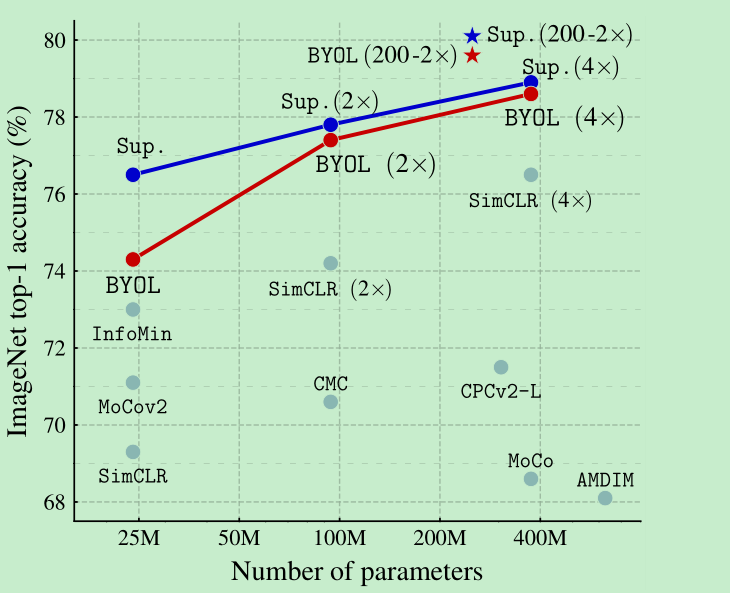 80
Sup.(200-2×)
BYOL (200-2×)
Sup.(4×)
Sup.(2×)
78
BYOL (4×)
Sup.
BYOL (2×)
76
SimCLR (4×)
74
BYOL
SimCLR (2×)
InfoMin
72
CMC
CPCv2-L
MoCov2
70
MoCo
SimCLR
AMDIM
68
25M 50M 100M 200M 400M
Number of parameters
ImageNet top-1 accuracy (%)